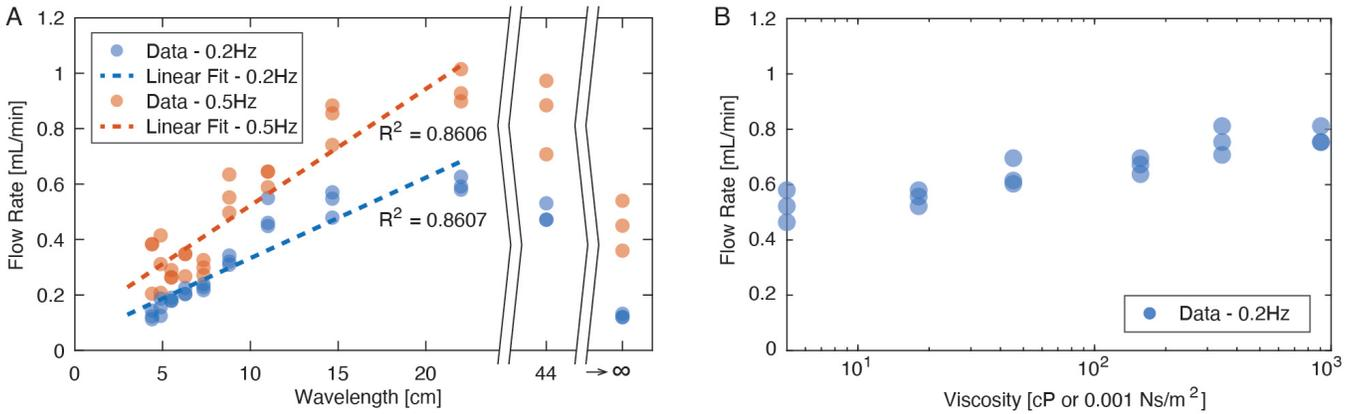 A
Flow Rate [mL/min]
1.2
1
0.8
0.6
0.4
0.2
0
Data - 0.2Hz
Linear Fit - 0.2Hz
Data - 0.5Hz
Linear Fit - 0.5Hz
R² = 0.8606
R² = 0.8607
0 5 10 15 20 44 →∞
Wavelength [cm]
B
Flow Rate [mL/min]
1.2
1
0.8
0.6
0.4
0.2
0
Data - 0.2Hz
10¹ 10² 10³
Viscosity [cP or 0.001 Ns/m²]